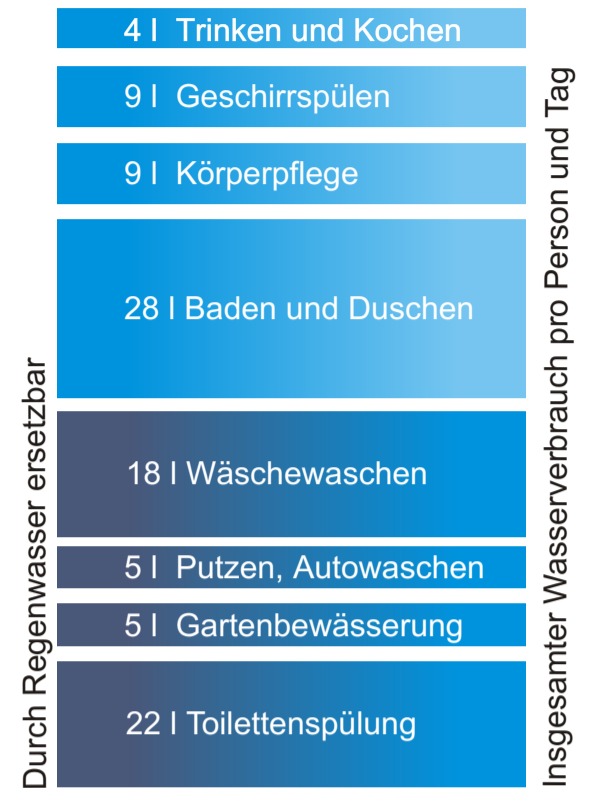 4 l Trinken und Kochen
9 l Geschirrspülen
9 l Körperpflege
28 l Baden und Duschen
18 l Wäschewaschen
5 l Putzen, Autowaschen
5 l Gartenbewässerung
22 l Toilettenspülung
Durch Regenwasser ersetzbar
Insgesamter Wasserverbrauch pro Person und Tag